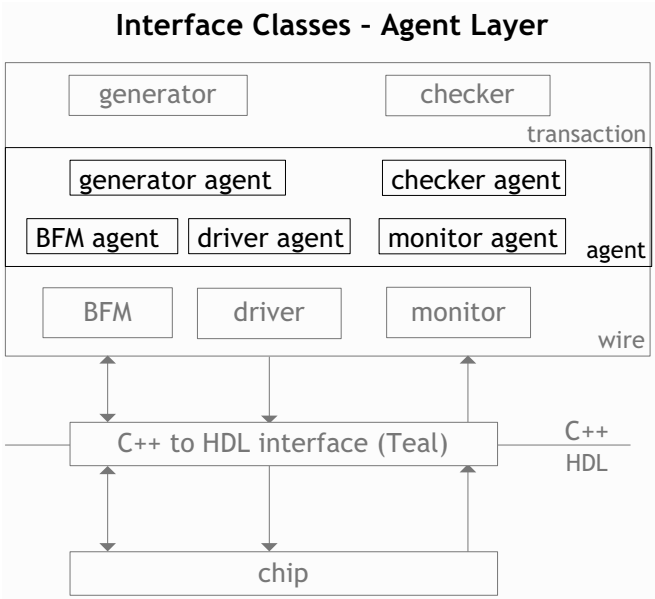 Interface Classes – Agent Layer
generator checker
transaction
generator agent checker agent
BFM agent driver agent monitor agent
agent
BFM driver monitor
wire
C++ to HDL interface (Teal) C++
HDL
chip